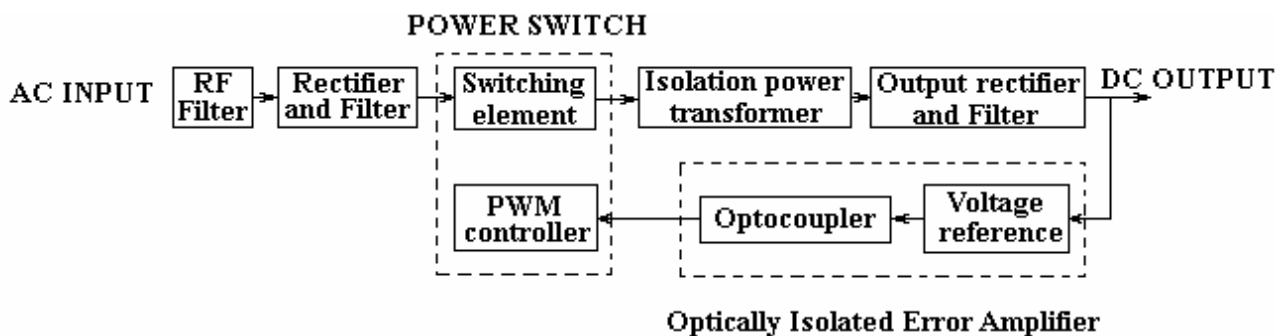 POWER SWITCH
AC INPUT
RF
Filter
Rectifier
and Filter
Switching
element
Isolation power
transformer
Output rectifier
and Filter
DC OUTPUT
PWM
controller
Optocoupler
Voltage
reference
Optically Isolated Error Amplifier